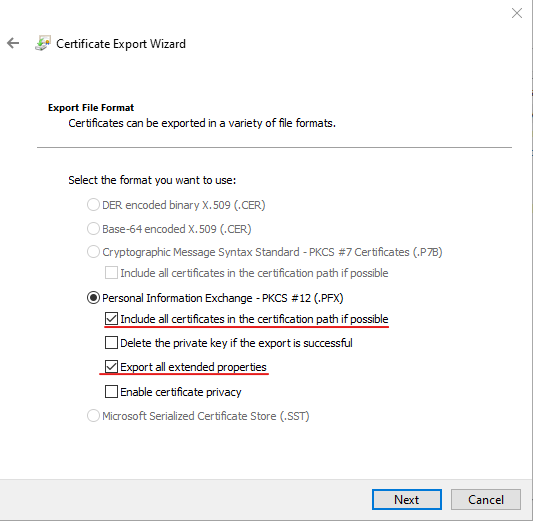 Certificate Export Wizard
Export File Format
Certificates can be exported in a variety of file formats.
Select the format you want to use:
DER encoded binary X.509 (.CER)
Base-64 encoded X.509 (.CER)
Cryptographic Message Syntax Standard - PKCS #7 Certificates (.P7B)
Include all certificates in the certification path if possible
Personal Information Exchange - PKCS #12 (.PFX)
Include all certificates in the certification path if possible
Delete the private key if the export is successful
Export all extended properties
Enable certificate privacy
Microsoft Serialized Certificate Store (.SST)
Next
Cancel